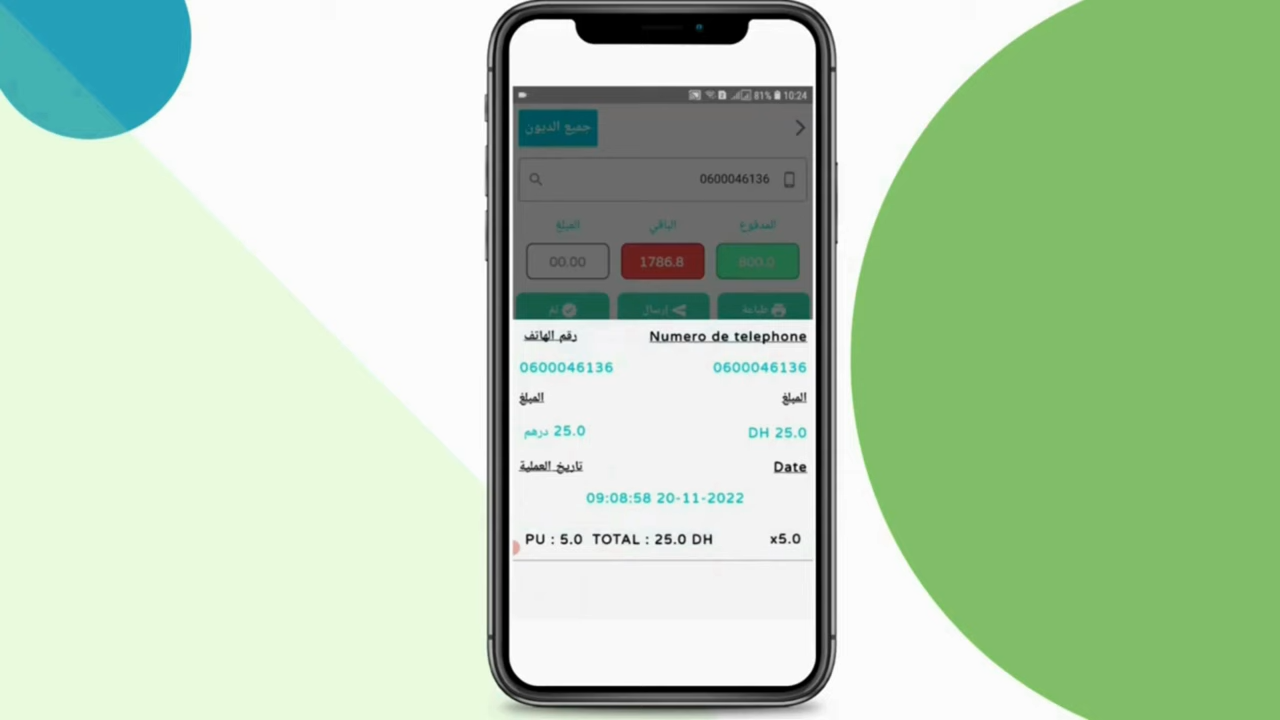 81% 10:24
جميع الديون
0600046136
المدفوع الباقي المبلغ
800.0 1786.8 00.00
طباعة إرسال تم
Numero de telephone رقم الهاتف
0600046136 0600046136
المبلغ المبلغ
DH 25.0 25.0 درهم
Date تاريخ العملية
09:08:58 20-11-2022
PU : 5.0 TOTAL : 25.0 DH x5.0